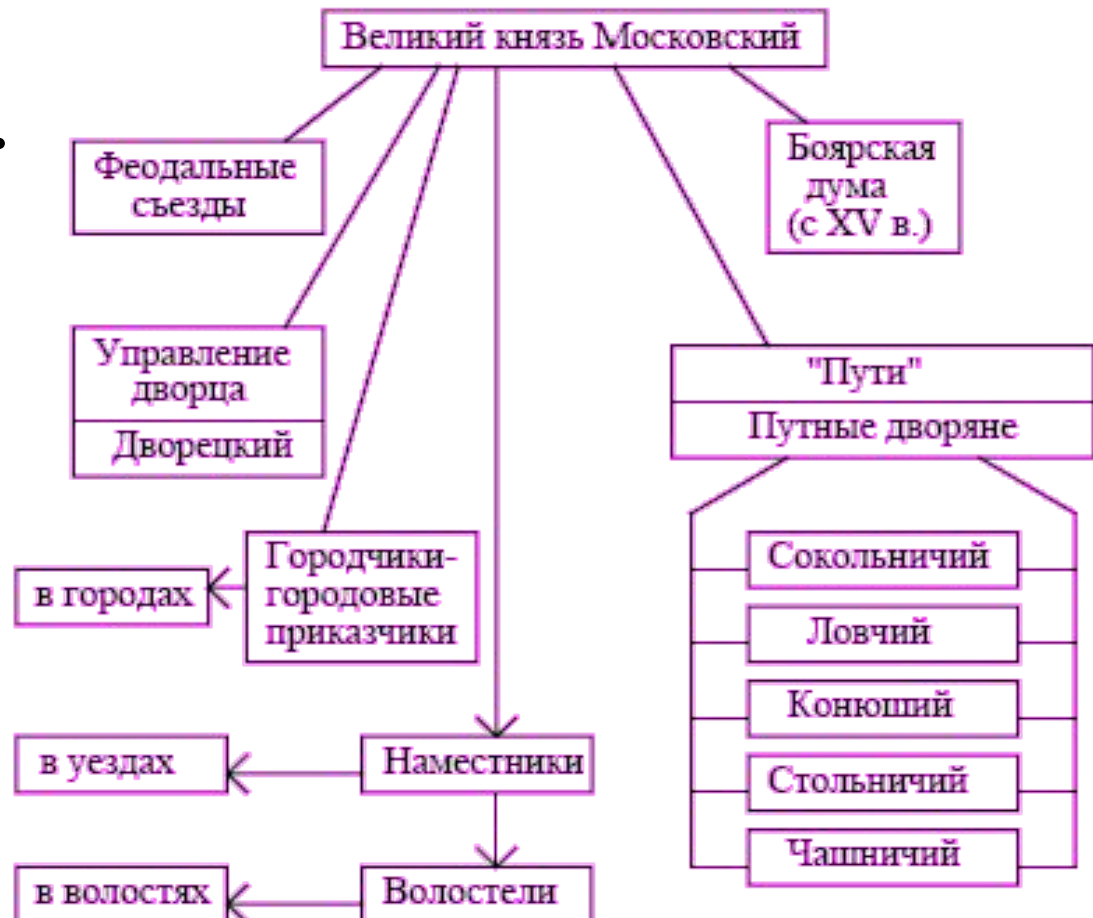 Великий князь Московский
Феодальные
съезды
Боярская
дума
(с XV в.)
Управление
дворца
Дворецкий
"Пути"
Путные дворяне
Городчики-
городовые
приказчики
в городах
Сокольничий
Ловчий
Конюший
Стольничий
Чашничий
Наместники
в уездах
Волостели
в волостях